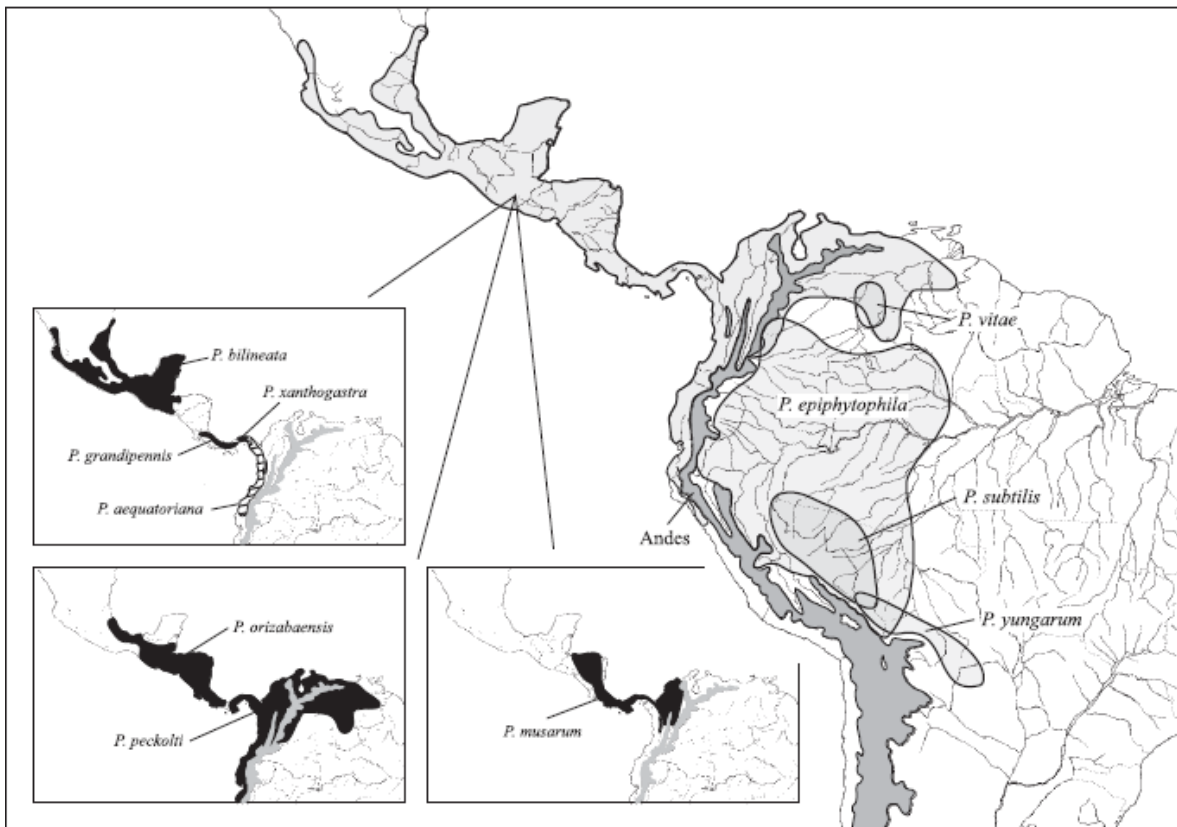 P. vitae
P. epiphytophila
P. subtilis
Andes
P. yungarum
P. bilineata
P. xanthogastra
P. grandipennis
P. aequatoriana
P. orizabaensis
P. peckolti
P. musarum